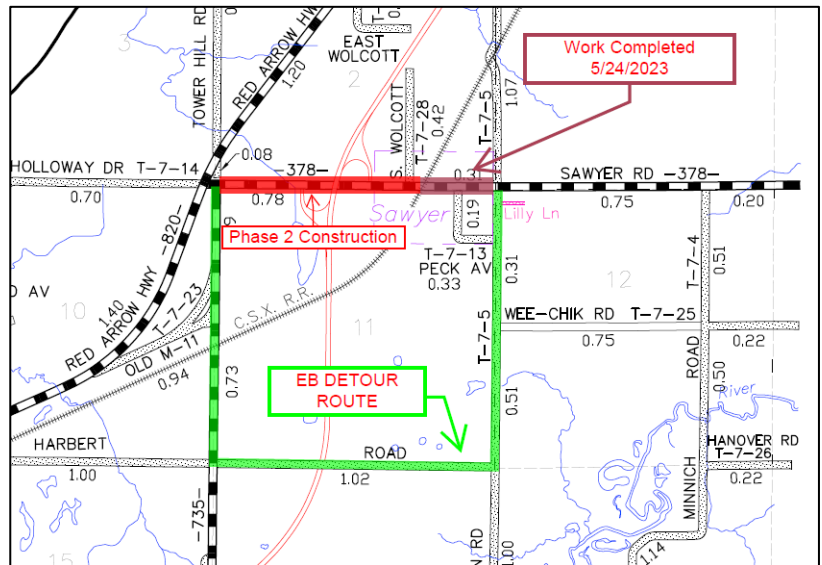 TOWER HILL RD
RED ARROW HWY
1.20
3
EAST
WOLCOTT
2
S. WOLCOTT
T-7-28
0.42
T-7-5
1.07
Work Completed
5/24/2023
HOLLOWAY DR T-7-14
0.08
-378-
0.31
SAWYER RD -378-
0.70
0.78
Sawyer
0.19
Lilly Ln
0.75
0.20
Phase 2 Construction
T-7-13
PECK AV
0.33
0.31
T-7-4
0.51
RED ARROW HWY -820-
1.40
10
T-7-23
OLD M-11
0.94
C.S.X. R.R.
11
12
T-7-5
WEE-CHIK RD T-7-25
0.75
0.22
0.73
EB DETOUR
ROUTE
0.51
ROAD
0.50
River
HARBERT
ROAD
1.00
1.02
HANOVER RD
T-7-26
0.22
-735-
MINNICH
1.14
15